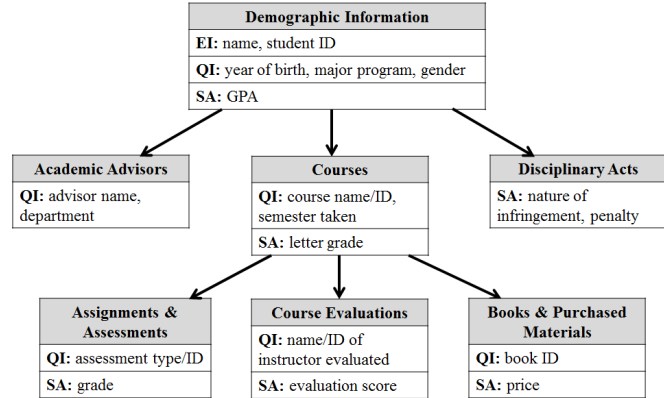 Demographic Information
EI: name, student ID
QI: year of birth, major program, gender
SA: GPA
Academic Advisors
QI: advisor name,
department
Courses
QI: course name/ID,
semester taken
SA: letter grade
Disciplinary Acts
SA: nature of
infringement, penalty
Assignments &
Assessments
QI: assessment type/ID
SA: grade
Course Evaluations
QI: name/ID of
instructor evaluated
SA: evaluation score
Books & Purchased
Materials
QI: book ID
SA: price